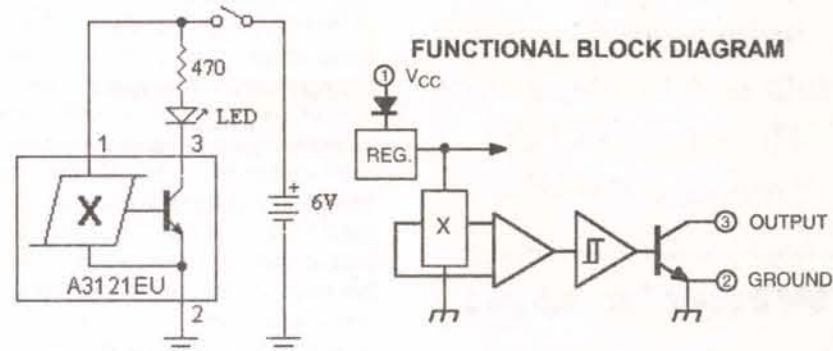 470
LED
1
3
X
A3121EU
2
+
6V
FUNCTIONAL BLOCK DIAGRAM
1 VCC
REG.
X
3 OUTPUT
2 GROUND